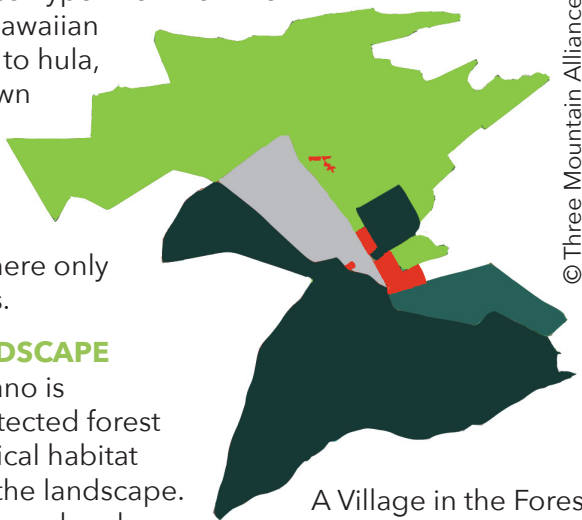 awaiian
to hula,
wn
here only
s.
DSCAPE
ano is
tected forest
ical habitat
the landscape.
A Village in the Fores
© Three Mountain Alliance